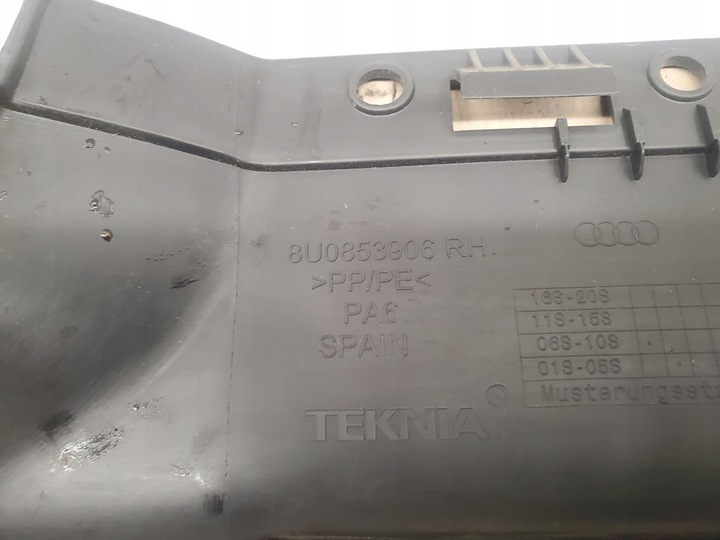 8U0853906 RH.
>PP/PE<
PA6
SPAIN
TEKNIA
16S-20S
11S-15S
06S-10S
01S-05S